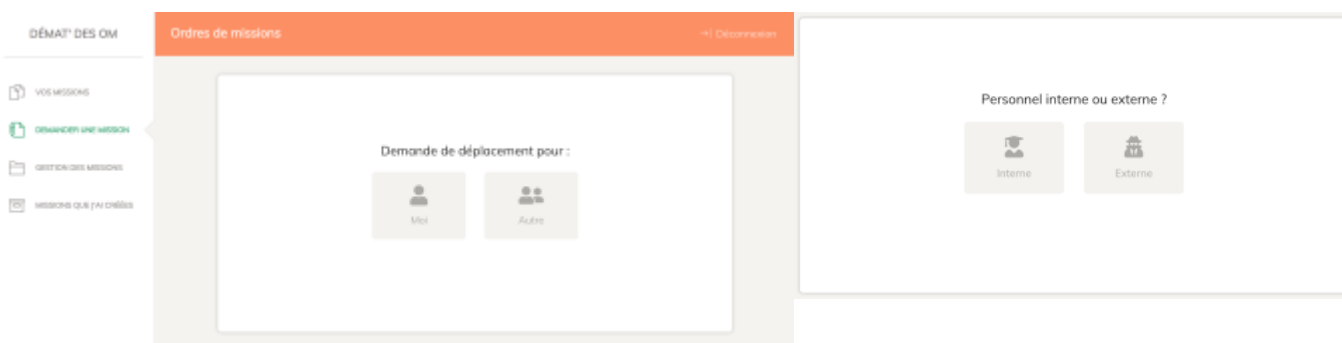 DÉMAT' DES OM
VOS MISSIONS
DEMANDER UNE MISSION
GESTION DES MISSIONS
MISSIONS QUE J'AI CRÉÉES
Ordres de missions
Déconnexion
Demande de déplacement pour :
Moi
Autre
Personnel interne ou externe ?
Interne
Externe